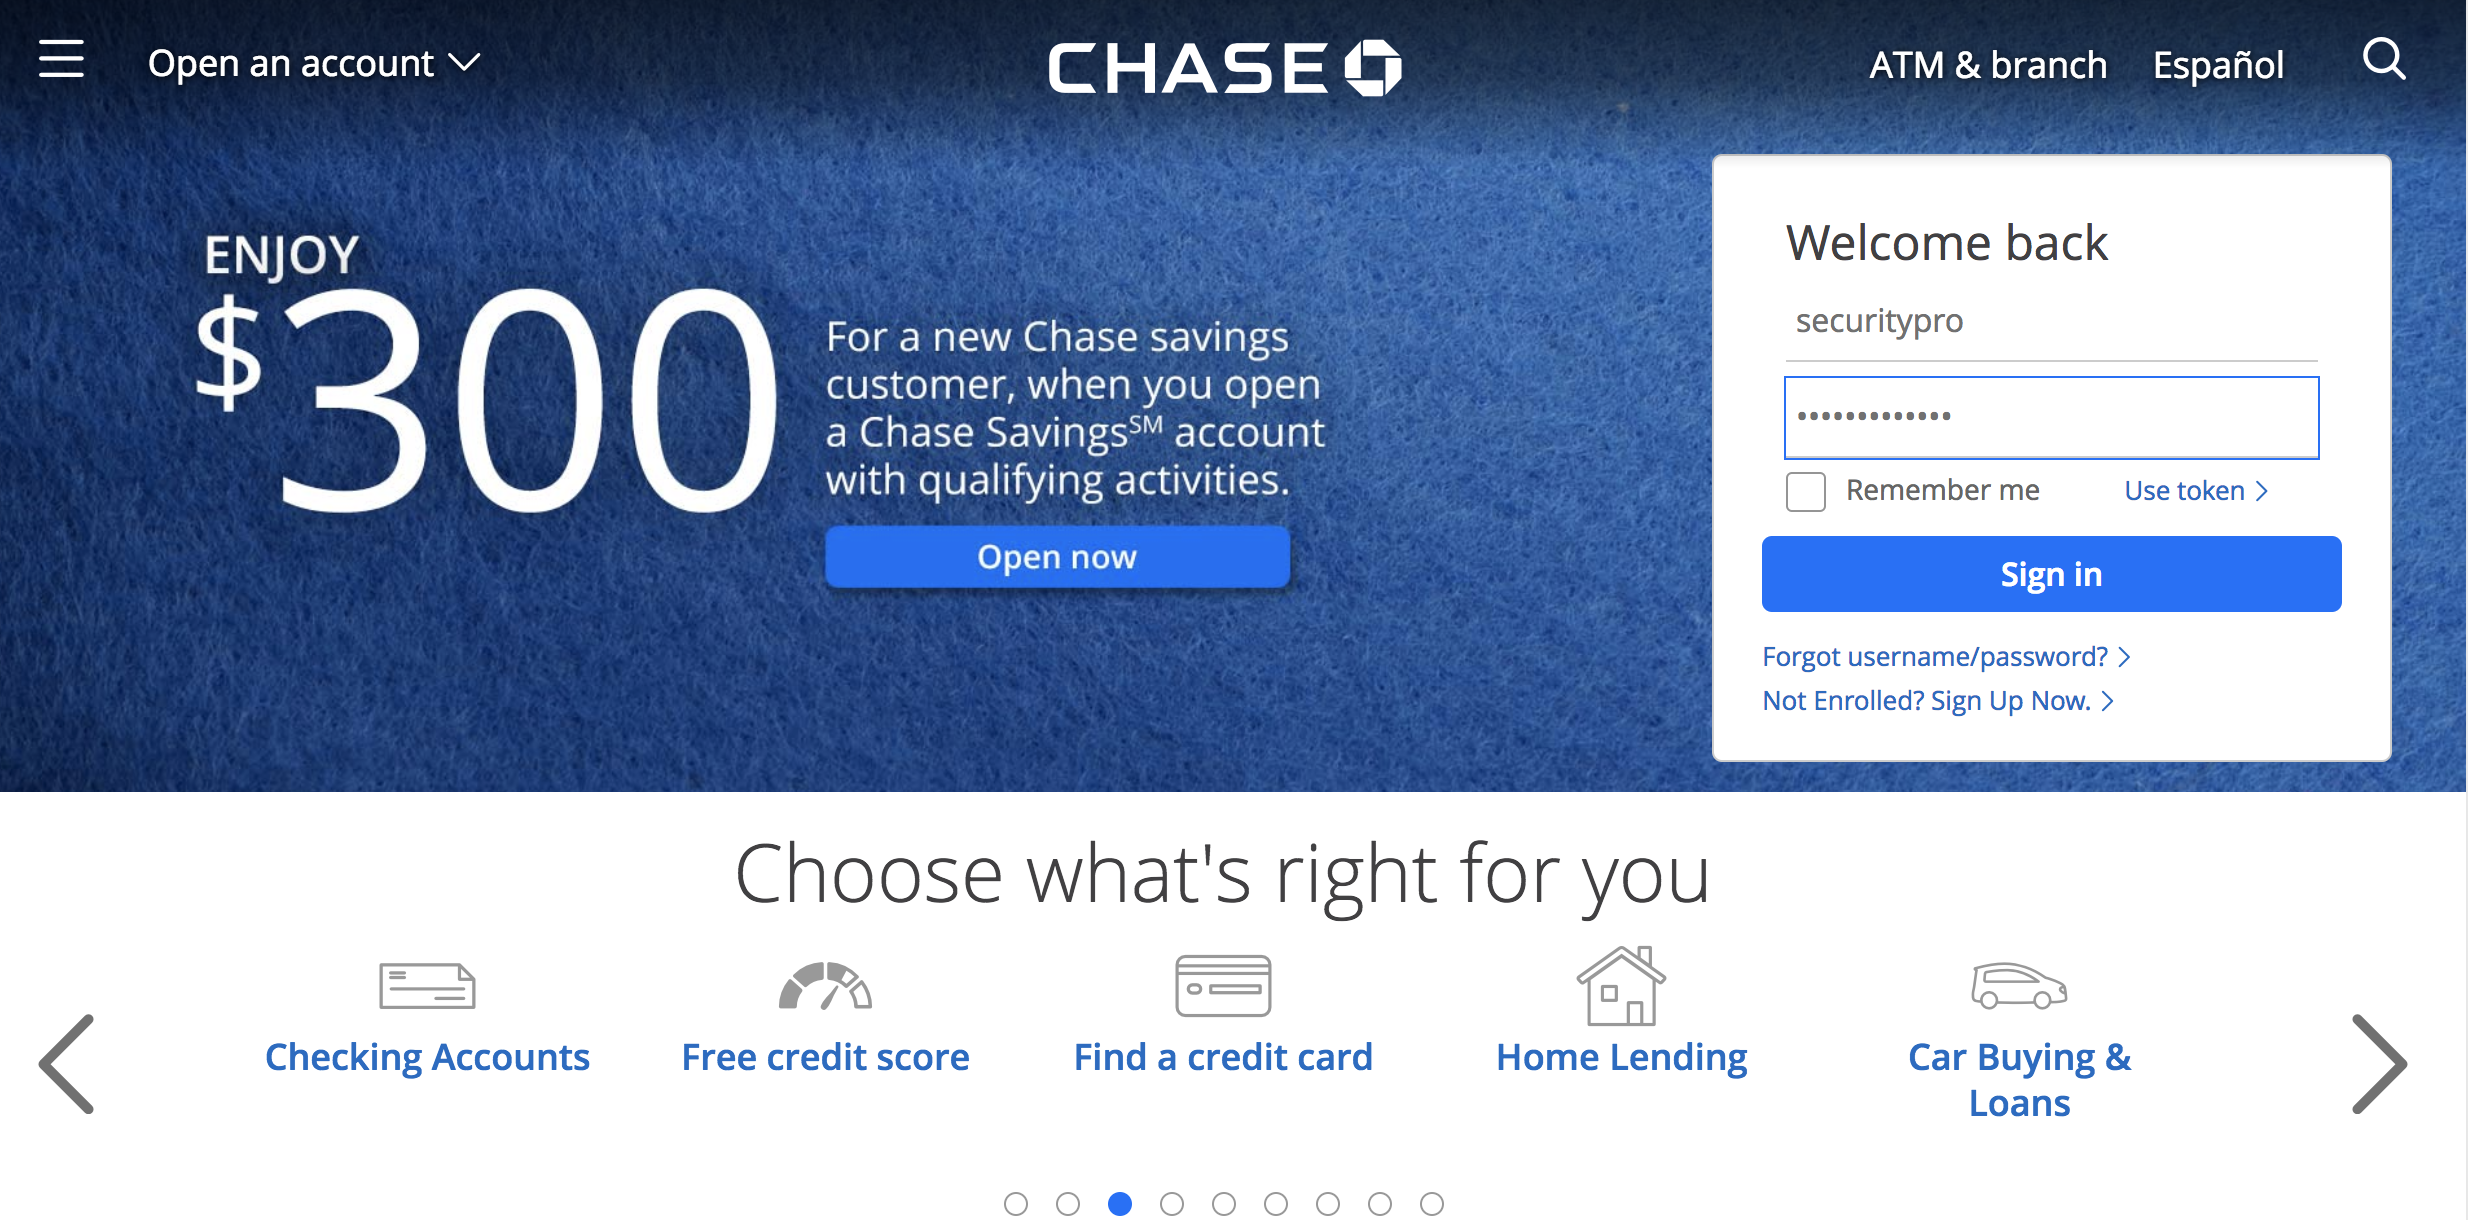 Open an account
CHASE
ATM & branch
Español
ENJOY
$300
For a new Chase savings
customer, when you open
a Chase Savings℠ account
with qualifying activities.
Open now
Welcome back
securitypro
•••••••••••••
Remember me
Use token
Sign in
Forgot username/password?
Not Enrolled? Sign Up Now.
Choose what's right for you
Checking Accounts
Free credit score
Find a credit card
Home Lending
Car Buying &
Loans